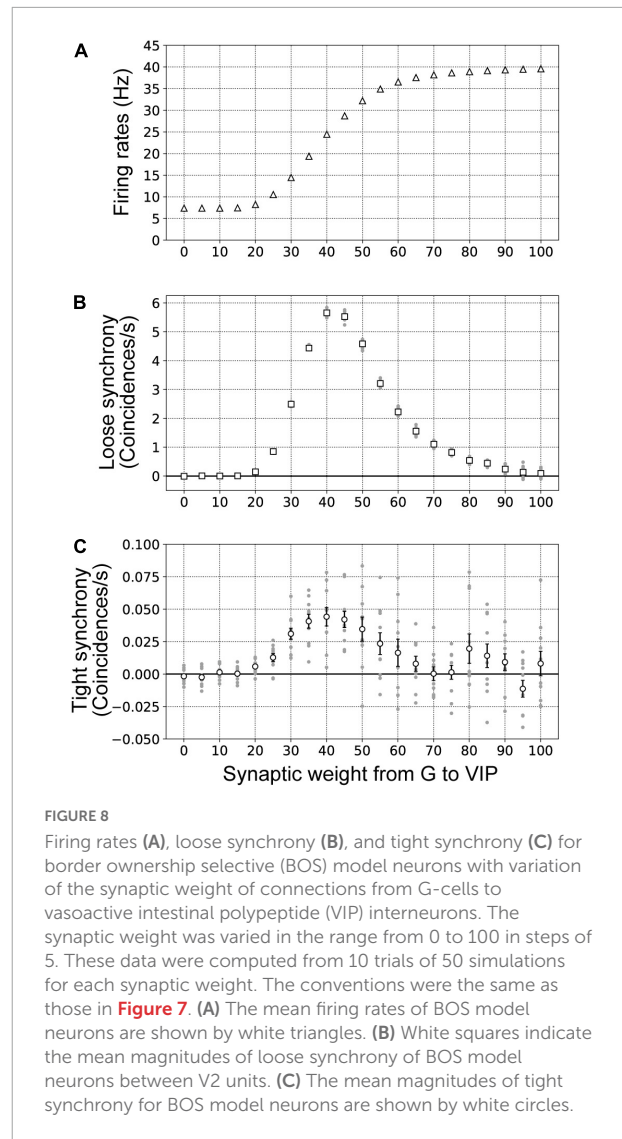 A
Firing rates (Hz)
45
40
35
30
25
20
15
10
5
0
0 10 20 30 40 50 60 70 80 90 100
B
Loose synchrony
(Coincidences/s)
6
5
4
3
2
1
0
0 10 20 30 40 50 60 70 80 90 100
C
Tight synchrony
(Coincidences/s)
0.100
0.075
0.050
0.025
0.000
−0.025
−0.050
0 10 20 30 40 50 60 70 80 90 100
Synaptic weight from G to VIP
FIGURE 8
Firing rates (A), loose synchrony (B), and tight synchrony (C) for
border ownership selective (BOS) model neurons with variation
of the synaptic weight of connections from G-cells to
vasoactive intestinal polypeptide (VIP) interneurons. The
synaptic weight was varied in the range from 0 to 100 in steps of
5. These data were computed from 10 trials of 50 simulations
for each synaptic weight. The conventions were the same as
those in Figure 7. (A) The mean firing rates of BOS model
neurons are shown by white triangles. (B) White squares indicate
the mean magnitudes of loose synchrony of BOS model
neurons between V2 units. (C) The mean magnitudes of tight
synchrony for BOS model neurons are shown by white circles.